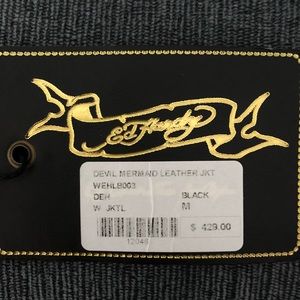 Ed Hardy
DEVIL MERMAID LEATHER JKT
WEHLB003
DEH BLACK
W JKTL M
$ 429.00
12048